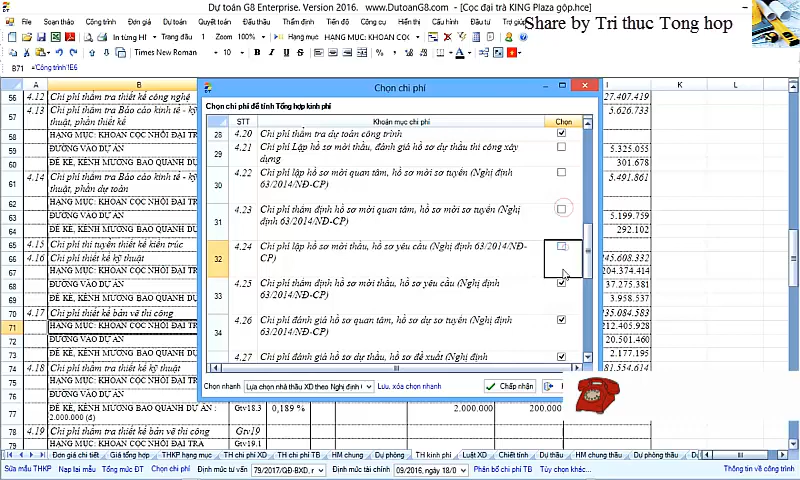 Dự toán G8 Enterprise. Version 2016. www.DutoanG8.com - [Cọc đại trà KING Plaza góp.hce]
Share by Tri thuc Tong hop
File Soạn thảo Công trình Đơn giá Dự toán Quyết toán Thẩm định Tiến độ Công cụ Hiển thị Cấu hình Đầu tư Trợ giúp
In từng HM Trang đầu 1 Zoom 100% Hạng mục: HẠNG MỤC: KHOAN CỌC
Times New Roman 10
B71 ='Công trình'!E6
A B I K L
56 4.12 Chi phí thẩm tra thiết kế công nghệ 27.407.419
57 4.13 Chi phí thẩm tra Báo cáo kinh tế - kỹ thuật, phần thiết kế 5.626.733
58 HẠNG MỤC: KHOAN CỌC NHỒI ĐẠI TRÀ
59 ĐƯỜNG VÀO DỰ ÁN 5.325.055
60 ĐÊ KÈ, KÊNH MƯƠNG BAO QUANH DỰ 301.678
61 4.14 Chi phí thẩm tra Báo cáo kinh tế - kỹ thuật, phần dự toán 5.491.861
62 HẠNG MỤC: KHOAN CỌC NHỒI ĐẠI TRÀ
63 ĐƯỜNG VÀO DỰ ÁN 5.199.759
64 ĐÊ KÈ, KÊNH MƯƠNG BAO QUANH DỰ 292.102
65 4.15 Chi phí thi tuyển thiết kế kiến trúc
66 4.16 Chi phí thiết kế kỹ thuật 245.608.332
67 HẠNG MỤC: KHOAN CỌC NHỒI ĐẠI TRÀ 204.374.414
68 ĐƯỜNG VÀO DỰ ÁN 37.275.381
69 ĐÊ KÈ, KÊNH MƯƠNG BAO QUANH DỰ 3.958.537
70 4.17 Chi phí thiết kế bản vẽ thi công 235.084.583
71 HẠNG MỤC: KHOAN CỌC NHỒI ĐẠI TRÀ 212.405.928
72 ĐƯỜNG VÀO DỰ ÁN 20.501.460
73 ĐÊ KÈ, KÊNH MƯƠNG BAO QUANH DỰ 2.177.195
74 4.18 Chi phí thẩm tra thiết kế kỹ thuật 81.554.614
75 HẠNG MỤC: KHOAN CỌC NHỒI ĐẠI TRÀ
76 ĐƯỜNG VÀO DỰ ÁN
77 ĐÊ KÈ, KÊNH MƯƠNG BAO QUANH DỰ ÁN : 2.000.000 (đ) Gtv18.3 0,189 % 2.000.000 200.000
78 4.19 Chi phí thẩm tra thiết kế bản vẽ thi công Gtv19
79 HẠNG MỤC: KHOAN CỌC NHỒI ĐẠI TRÀ Gtv19.1
Chọn chi phí
Chọn chi phí để tính Tổng hợp kinh phí
STT Khoản mục chi phí Chọn
28 4.20 Chi phí thẩm tra dự toán công trình
29 4.21 Chi phí Lập hồ sơ mời thầu, đánh giá hồ sơ dự thầu thi công xây dựng
30 4.22 Chi phí lập hồ sơ mời quan tâm, hồ sơ mời sơ tuyển (Nghị định 63/2014/NĐ-CP)
31 4.23 Chi phí thẩm định hồ sơ mời quan tâm, hồ sơ mời sơ tuyển (Nghị định 63/2014/NĐ-CP)
32 4.24 Chi phí lập hồ sơ mời thầu, hồ sơ yêu cầu (Nghị định 63/2014/NĐ-CP)
33 4.25 Chi phí thẩm định hồ sơ mời thầu, hồ sơ yêu cầu (Nghị định 63/2014/NĐ-CP)
34 4.26 Chi phí đánh giá hồ sơ quan tâm, hồ sơ dự sơ tuyển (Nghị định 63/2014/NĐ-CP)
4.27 Chi phí đánh giá hồ sơ dự thầu, hồ sơ đề xuất (Nghị định
Chọn nhanh Lựa chọn nhà thầu XD theo Nghị định Lưu, xóa chọn nhanh Chấp nhận
Đơn giá chi tiết Giá tổng hợp THKP hạng mục TH chi phí XD TH chi phí TB HM chung Dự phòng TH kinh phí Luật XD Chiết tính Dự thầu HM chung thầu Dự phòng thầu
Sửa mẫu THKP Nạp lại mẫu Tổng mức ĐT Chọn chi phí Định mức tư vấn 79/2017/QĐ-BXD, Định mức tài chính 09/2016, ngày 18/0 Phân bổ chi phí TB Tùy chọn khác... Thông tin về công trình